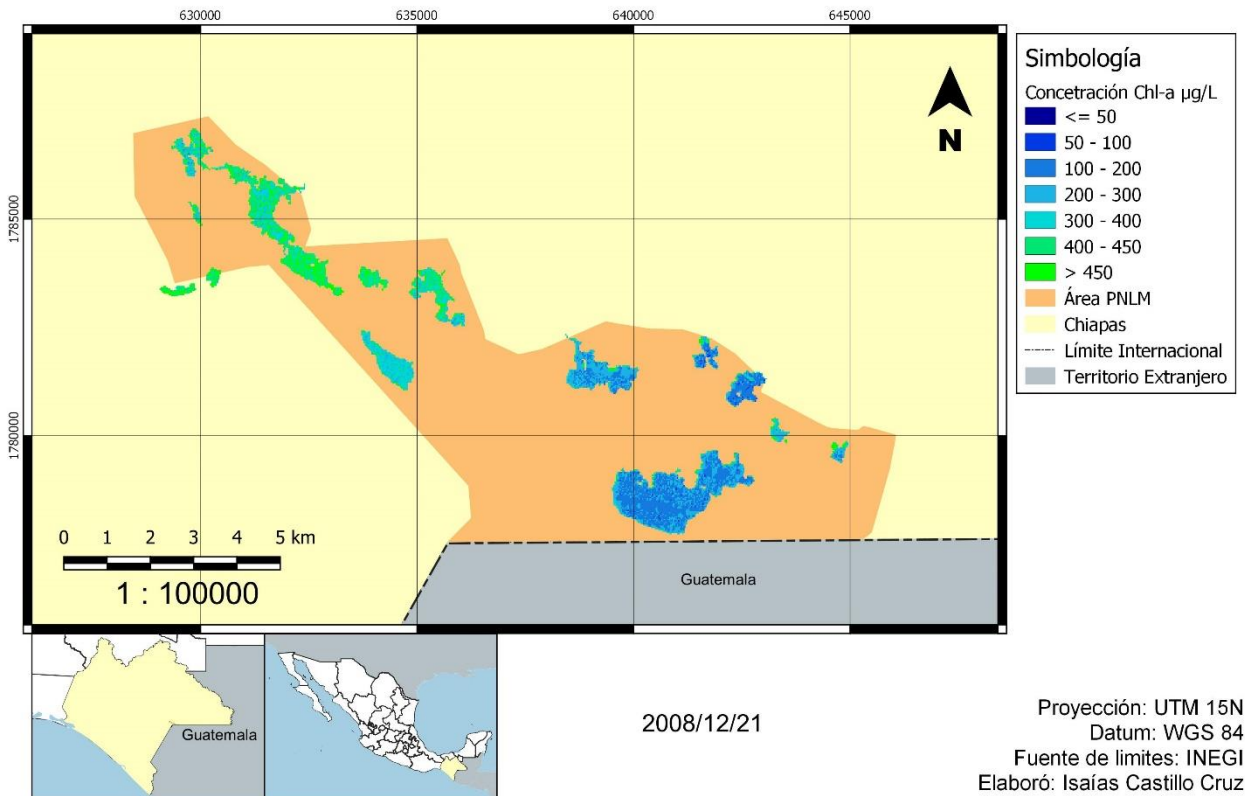 630000
635000
640000
645000
1785000
1780000
N
0 1 2 3 4 5 km
1 : 100000
Guatemala
Simbología
Concetración Chl-a µg/L
<= 50
50 - 100
100 - 200
200 - 300
300 - 400
400 - 450
> 450
Área PNLM
Chiapas
Límite Internacional
Territorio Extranjero
Guatemala
2008/12/21
Proyección: UTM 15N
Datum: WGS 84
Fuente de limites: INEGI
Elaboró: Isaías Castillo Cruz